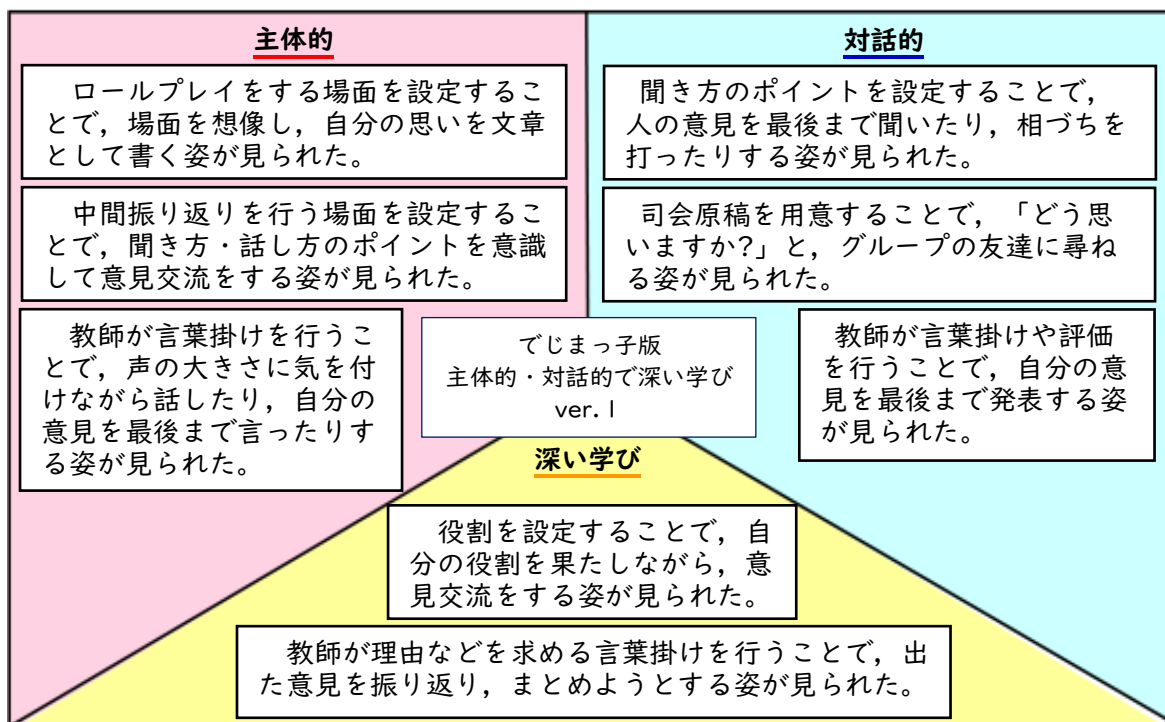 主体的
ロールプレイをする場面を設定するこ
とで，場面を想像し，自分の思いを文章
として書く姿が見られた。
中間振り返りを行う場面を設定するこ
とで，聞き方・話し方のポイントを意識
して意見交流をする姿が見られた。
教師が言葉掛けを行うこ
とで，声の大きさに気を付
けながら話したり，自分の
意見を最後まで言ったりす
る姿が見られた。
対話的
聞き方のポイントを設定することで，
人の意見を最後まで聞いたり，相づちを
打ったりする姿が見られた。
司会原稿を用意することで，「どう思
いますか?」と，グループの友達に尋ね
る姿が見られた。
教師が言葉掛けや評価
を行うことで，自分の意
見を最後まで発表する姿
が見られた。
でじまっ子版
主体的・対話的で深い学び
ver.1
深い学び
役割を設定することで，自
分の役割を果たしながら，意
見交流をする姿が見られた。
教師が理由などを求める言葉掛けを行うことで，出
た意見を振り返り，まとめようとする姿が見られた。